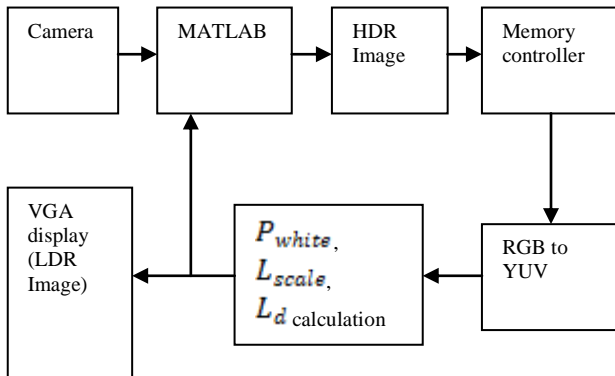 Camera
MATLAB
HDR
Image
Memory
controller
VGA
display
(LDR
Image)
P_white,
L_scale,
L_d calculation
RGB to
YUV